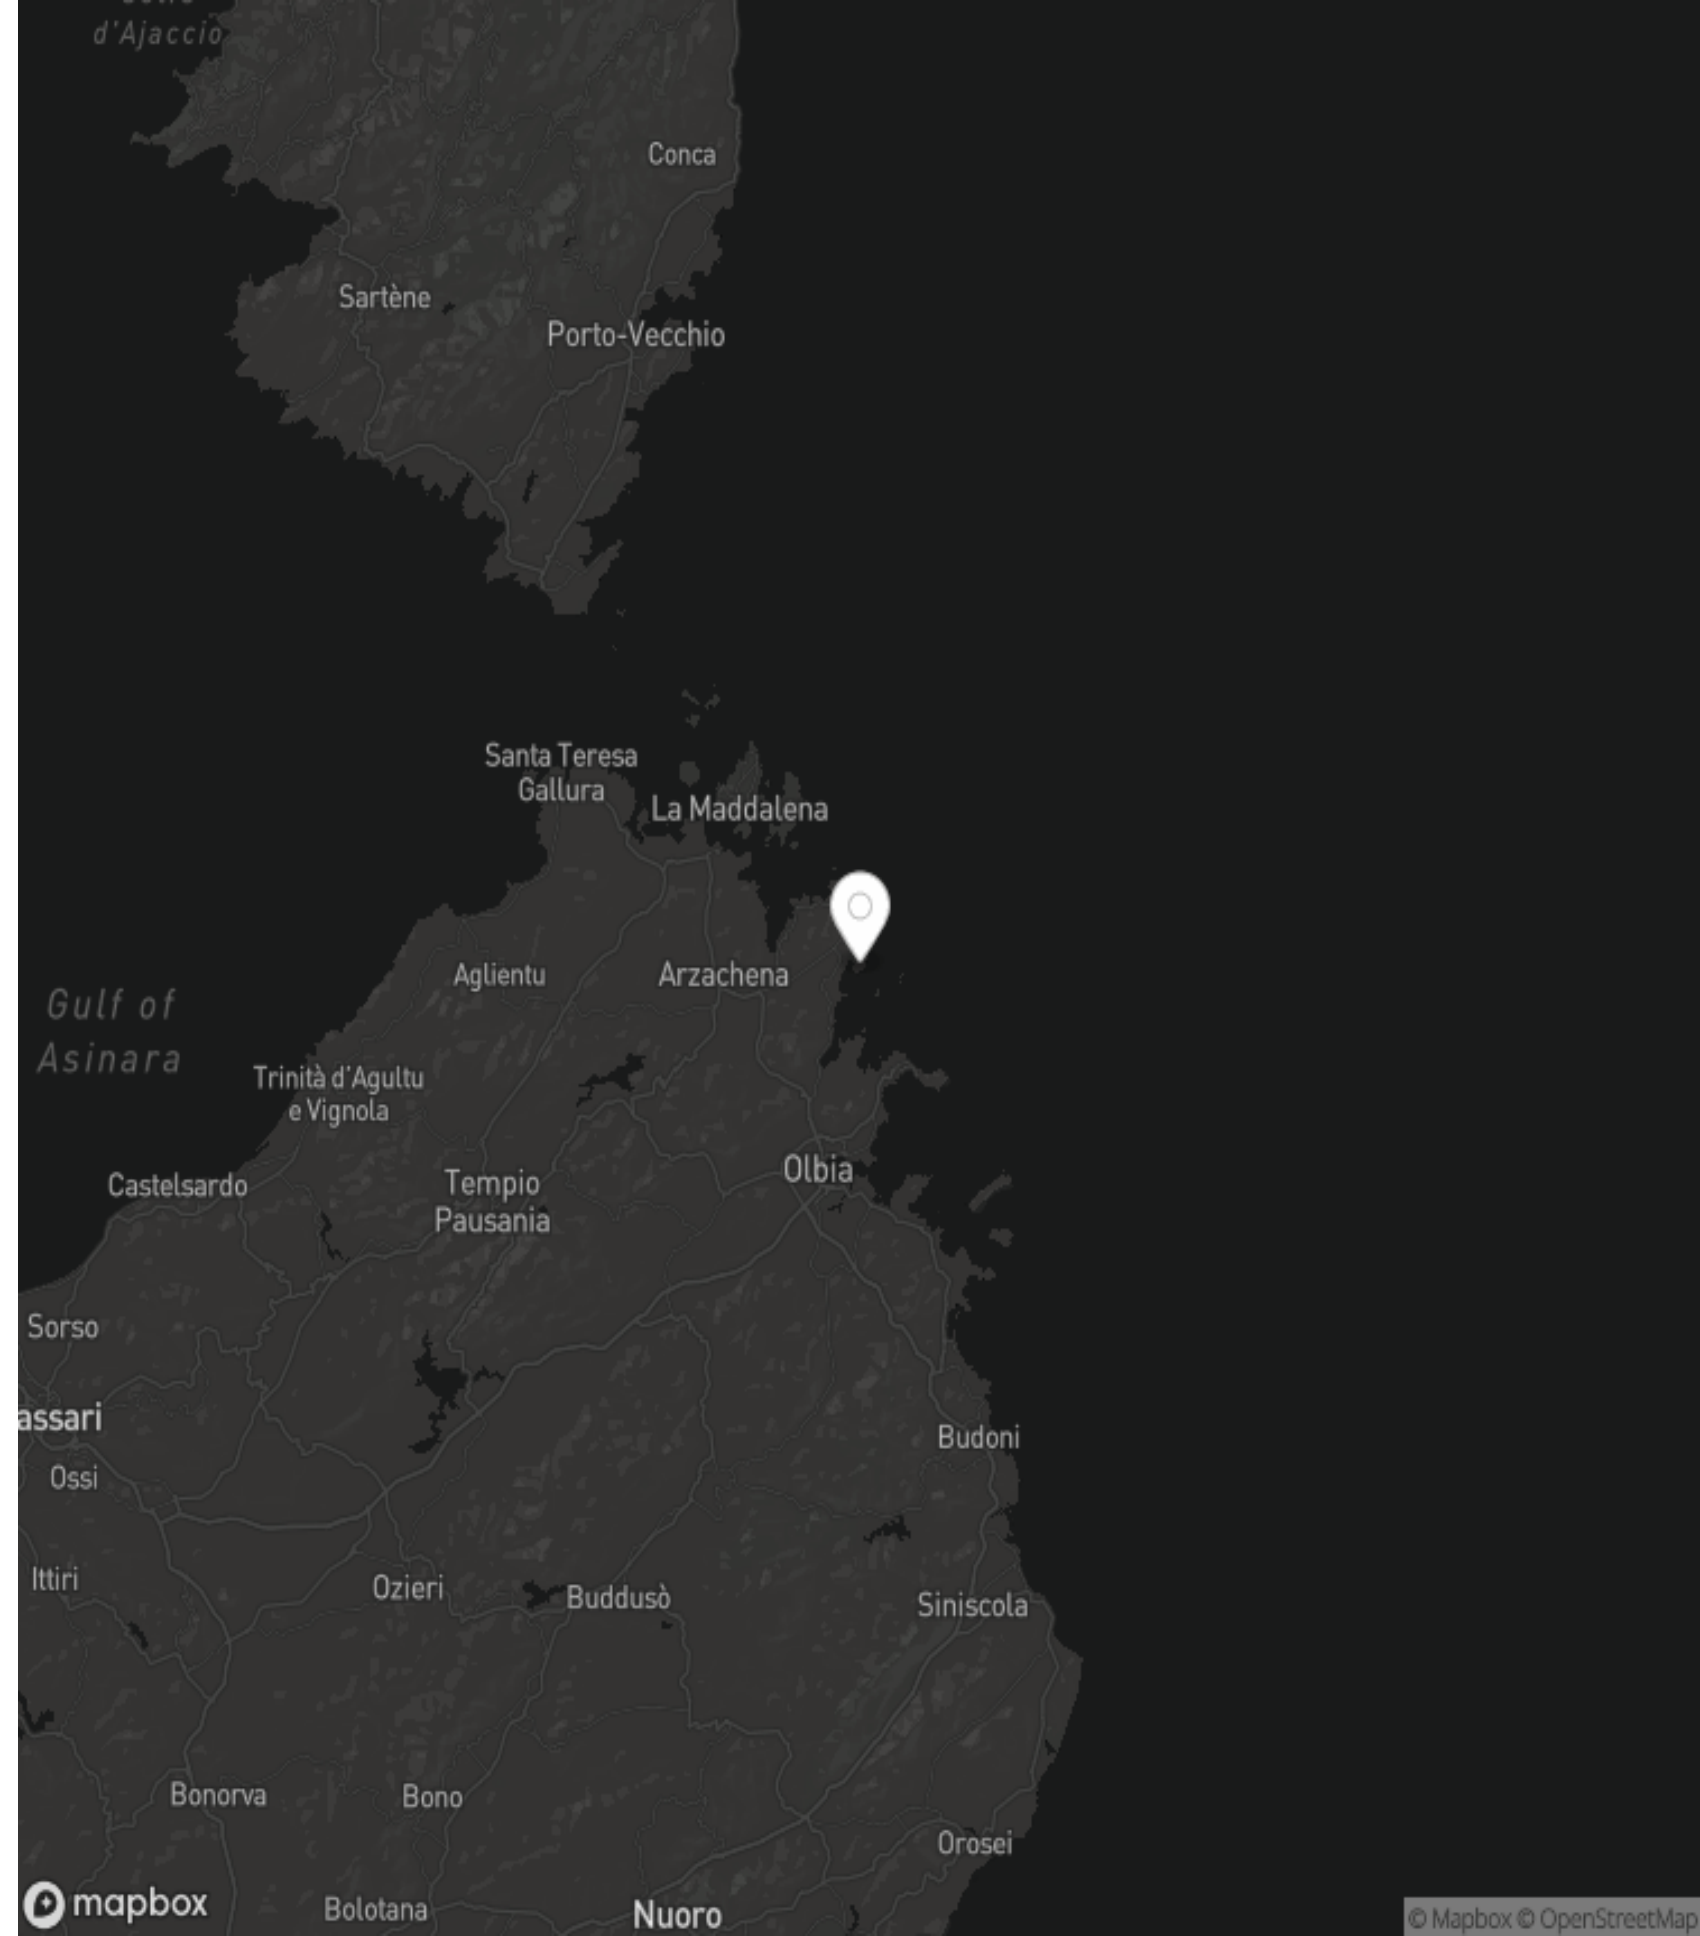 d'Ajaccio
Conca
Sartène
Porto-Vecchio
Santa Teresa
Gallura
La Maddalena
Aglientu
Arzachena
Gulf of
Asinara
Trinità d'Agultu
e Vignola
Castelsardo
Tempio
Pausania
Olbia
Sorso
assari
Budoni
Ossi
Ittiri
Ozieri
Buddusò
Siniscola
Bonorva
Bono
Orosei
mapbox
Bolotana
Nuoro
© Mapbox © OpenStreetMap